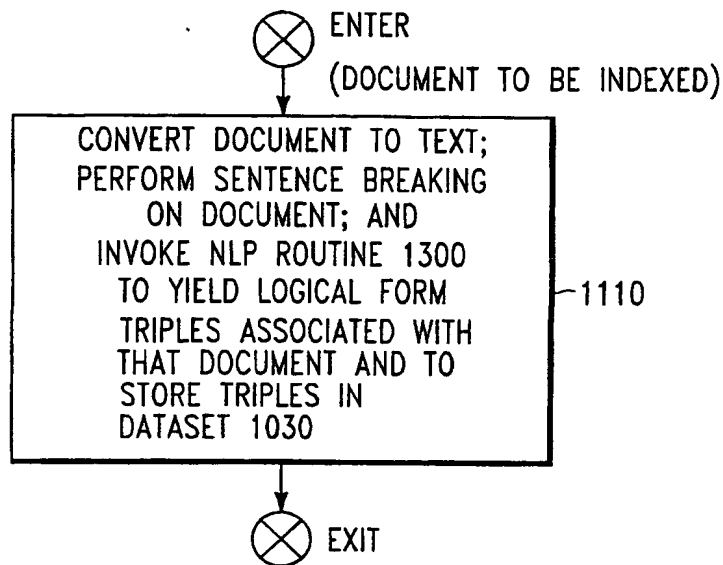 ENTER
(DOCUMENT TO BE INDEXED)
CONVERT DOCUMENT TO TEXT;
PERFORM SENTENCE BREAKING
ON DOCUMENT; AND
INVOKE NLP ROUTINE 1300
TO YIELD LOGICAL FORM
TRIPLES ASSOCIATED WITH
THAT DOCUMENT AND TO
STORE TRIPLES IN
DATASET 1030
1110
EXIT